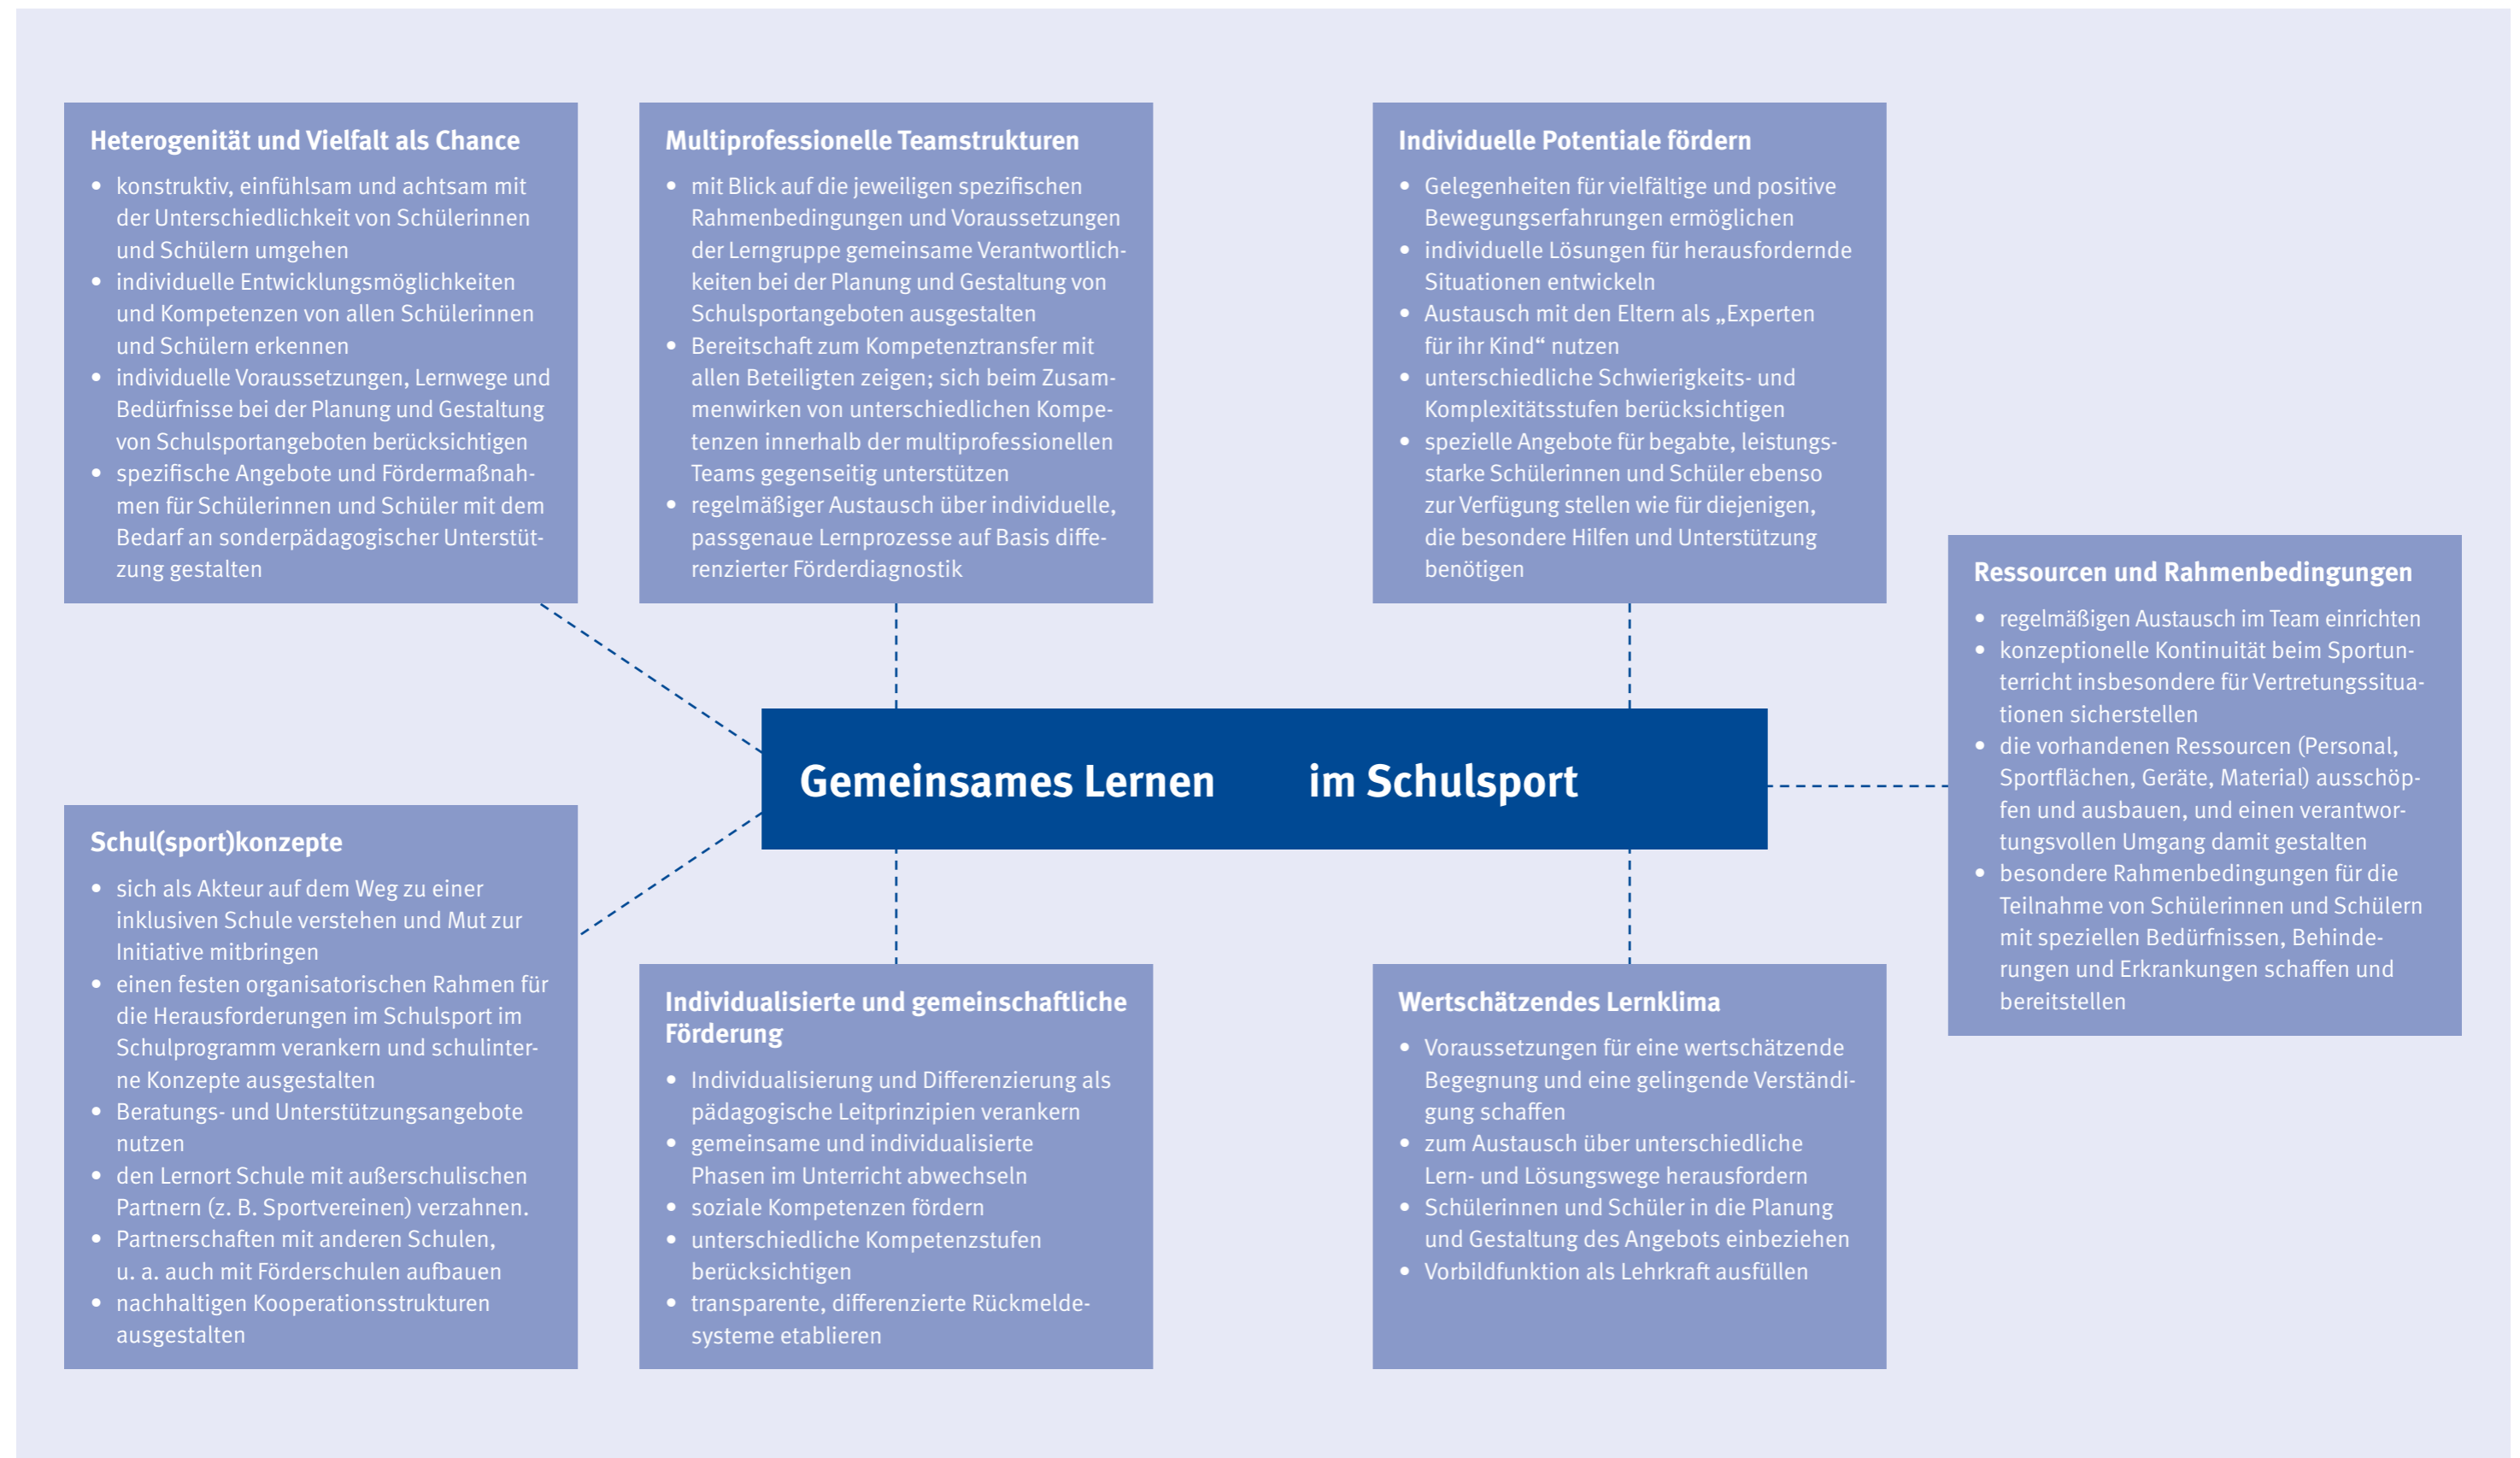 Heterogenität und Vielfalt als Chance
• konstruktiv, einfühlsam und achtsam mit
der Unterschiedlichkeit von Schülerinnen
und Schülern umgehen
• individuelle Entwicklungsmöglichkeiten
und Kompetenzen von allen Schülerinnen
und Schülern erkennen
• individuelle Voraussetzungen, Lernwege und
Bedürfnisse bei der Planung und Gestaltung
von Schulsportangeboten berücksichtigen
• spezifische Angebote und Fördermaßnah-
men für Schülerinnen und Schüler mit dem
Bedarf an sonderpädagogischer Unterstüt-
zung gestalten
Multiprofessionelle Teamstrukturen
• mit Blick auf die jeweiligen spezifischen
Rahmenbedingungen und Voraussetzungen
der Lerngruppe gemeinsame Verantwortlich-
keiten bei der Planung und Gestaltung von
Schulsportangeboten ausgestalten
• Bereitschaft zum Kompetenztransfer mit
allen Beteiligten zeigen; sich beim Zusam-
menwirken von unterschiedlichen Kompe-
tenzen innerhalb der multiprofessionellen
Teams gegenseitig unterstützen
• regelmäßiger Austausch über individuelle,
passgenaue Lernprozesse auf Basis diffe-
renzierter Förderdiagnostik
Individuelle Potentiale fördern
• Gelegenheiten für vielfältige und positive
Bewegungserfahrungen ermöglichen
• individuelle Lösungen für herausfordernde
Situationen entwickeln
• Austausch mit den Eltern als „Experten
für ihr Kind“ nutzen
• unterschiedliche Schwierigkeits- und
Komplexitätsstufen berücksichtigen
• spezielle Angebote für begabte, leistungs-
starke Schülerinnen und Schüler ebenso
zur Verfügung stellen wie für diejenigen,
die besondere Hilfen und Unterstützung
benötigen
Ressourcen und Rahmenbedingungen
• regelmäßigen Austausch im Team einrichten
• konzeptionelle Kontinuität beim Sportun-
terricht insbesondere für Vertretungssitua-
tionen sicherstellen
• die vorhandenen Ressourcen (Personal,
Sportflächen, Geräte, Material) ausschöp-
fen und ausbauen, und einen verantwor-
tungsvollen Umgang damit gestalten
• besondere Rahmenbedingungen für die
Teilnahme von Schülerinnen und Schülern
mit speziellen Bedürfnissen, Behinde-
rungen und Erkrankungen schaffen und
bereitstellen
Gemeinsames Lernen im Schulsport
Schul(sport)konzepte
• sich als Akteur auf dem Weg zu einer
inklusiven Schule verstehen und Mut zur
Initiative mitbringen
• einen festen organisatorischen Rahmen für
die Herausforderungen im Schulsport im
Schulprogramm verankern und schulinter-
ne Konzepte ausgestalten
• Beratungs- und Unterstützungsangebote
nutzen
• den Lernort Schule mit außerschulischen
Partnern (z. B. Sportvereinen) verzahnen.
• Partnerschaften mit anderen Schulen,
u. a. auch mit Förderschulen aufbauen
• nachhaltigen Kooperationsstrukturen
ausgestalten
Individualisierte und gemeinschaftliche
Förderung
• Individualisierung und Differenzierung als
pädagogische Leitprinzipien verankern
• gemeinsame und individualisierte
Phasen im Unterricht abwechseln
• soziale Kompetenzen fördern
• unterschiedliche Kompetenzstufen
berücksichtigen
• transparente, differenzierte Rückmelde-
systeme etablieren
Wertschätzendes Lernklima
• Voraussetzungen für eine wertschätzende
Begegnung und eine gelingende Verständi-
gung schaffen
• zum Austausch über unterschiedliche
Lern- und Lösungswege herausfordern
• Schülerinnen und Schüler in die Planung
und Gestaltung des Angebots einbeziehen
• Vorbildfunktion als Lehrkraft ausfüllen